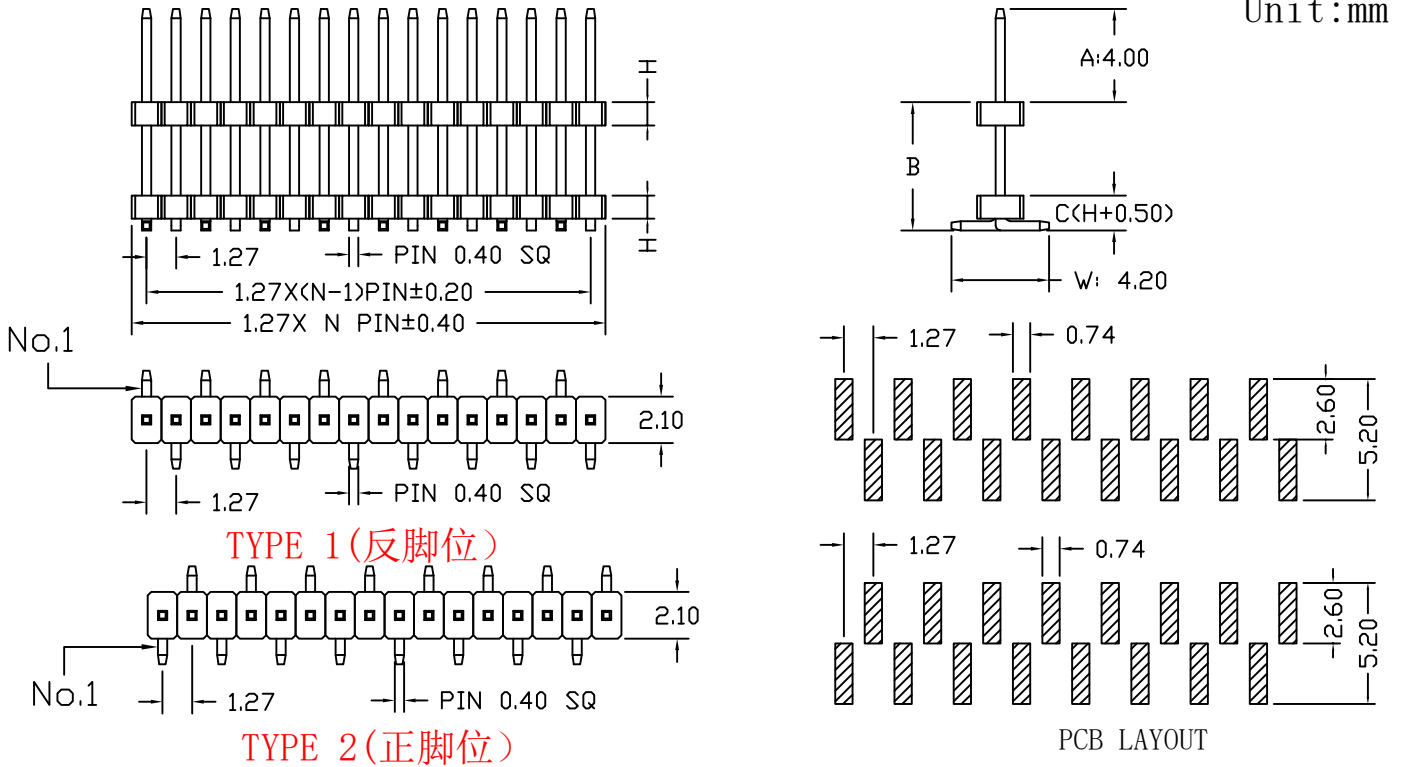 Unit:mm
H
A:4.00
B
C(H+0.50)
H
1.27
PIN 0.40 SQ
W: 4.20
1.27X(N-1)PIN±0.20
1.27X N PIN±0.40
No.1
1.27
0.74
2.10
2.60
5.20
1.27
PIN 0.40 SQ
TYPE 1(反脚位)
1.27
0.74
2.10
2.60
5.20
No.1
1.27
PIN 0.40 SQ
TYPE 2(正脚位)
PCB LAYOUT